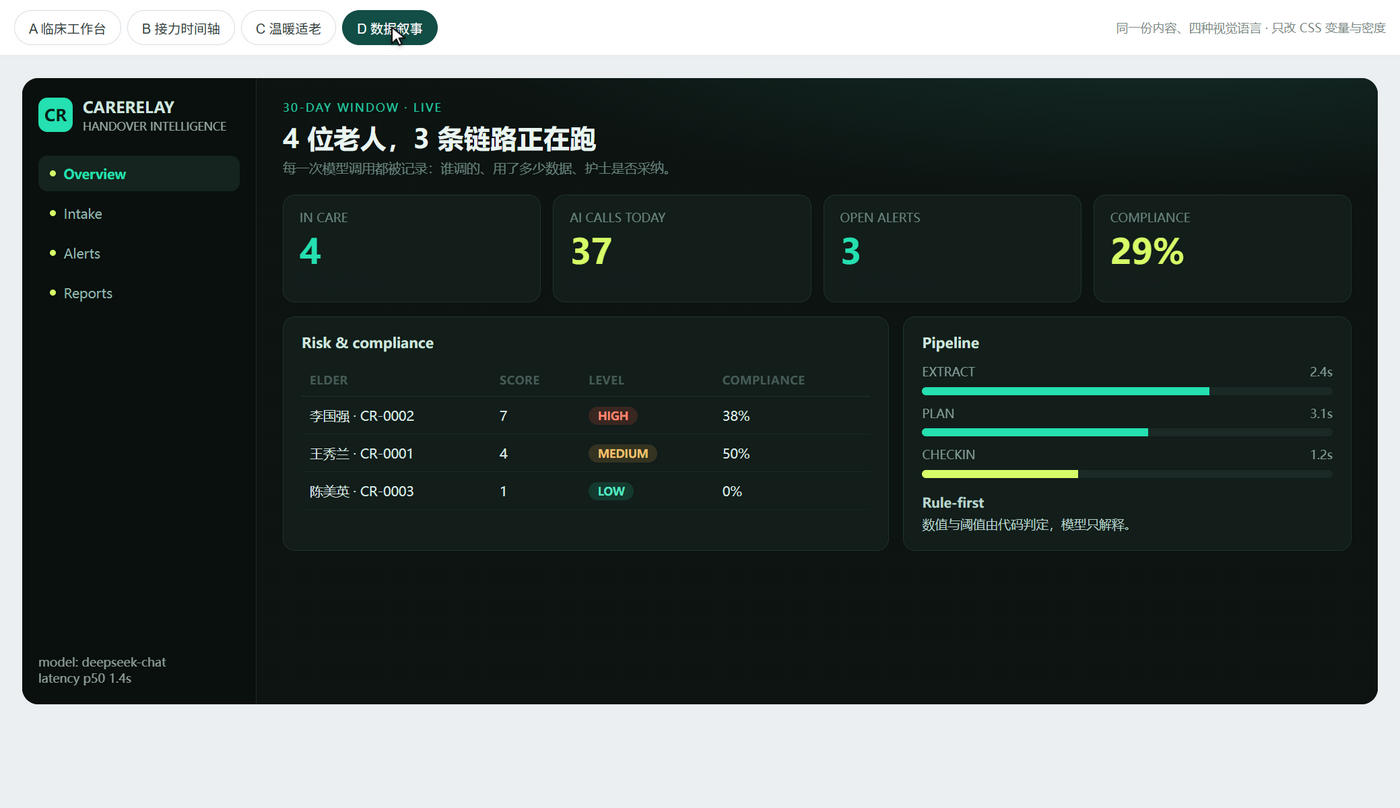 A 临床工作台
B 接力时间轴
C 温暖适老
D 数据叙事
同一份内容、四种视觉语言 · 只改 CSS 变量与密度
CR
CARERELAY
HANDOVER INTELLIGENCE
Overview
Intake
Alerts
Reports
model: deepseek-chat
latency p50 1.4s
30-DAY WINDOW · LIVE
4 位老人，3 条链路正在跑
每一次模型调用都被记录：谁调的、用了多少数据、护士是否采纳。
IN CARE
4
AI CALLS TODAY
37
OPEN ALERTS
3
COMPLIANCE
29%
Risk & compliance
ELDER SCORE LEVEL COMPLIANCE
李国强 · CR-0002 7 HIGH 38%
王秀兰 · CR-0001 4 MEDIUM 50%
陈美英 · CR-0003 1 LOW 0%
Pipeline
EXTRACT 2.4s
PLAN 3.1s
CHECKIN 1.2s
Rule-first
数值与阈值由代码判定，模型只解释。